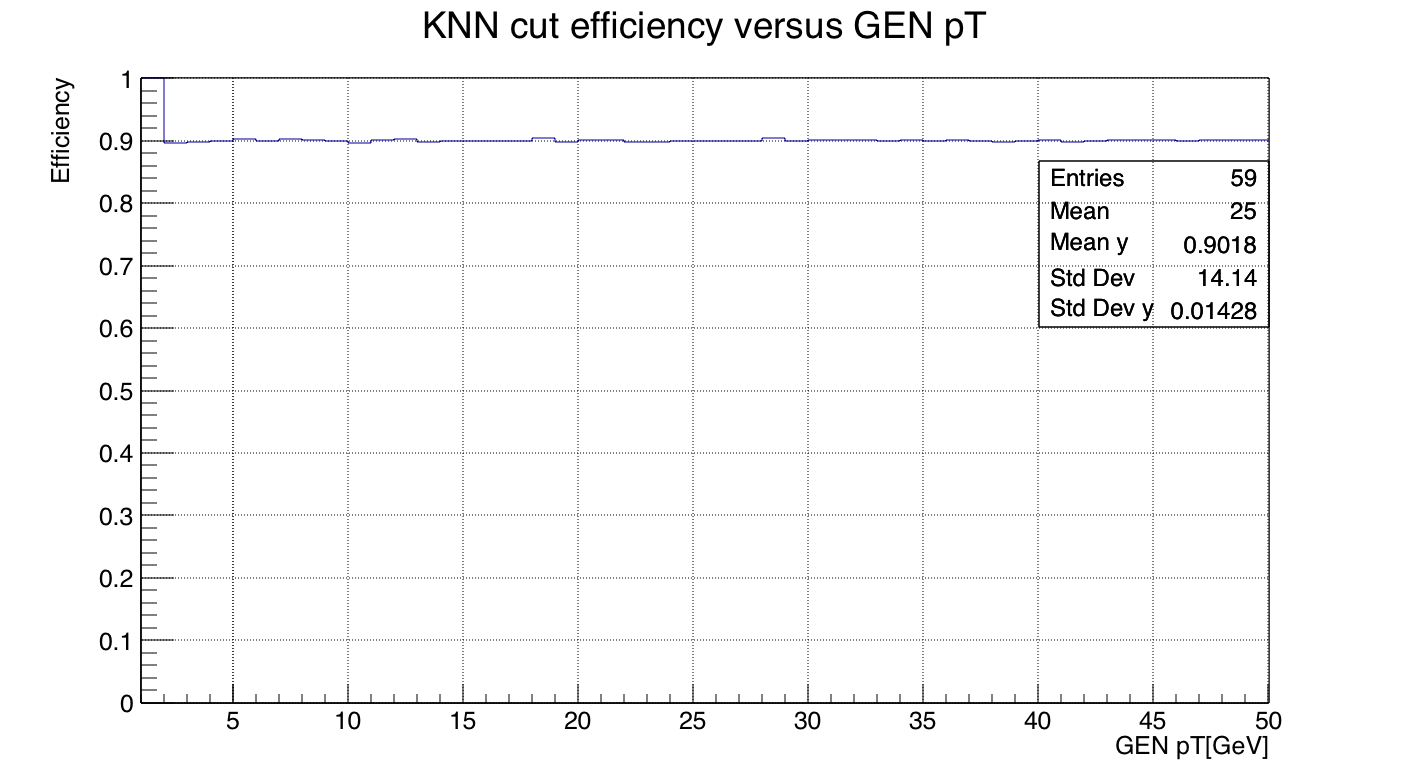 KNN cut efficiency versus GEN pT
Efficiency
1
0.9
0.8
0.7
0.6
0.5
0.4
0.3
0.2
0.1
0
Entries 59
Mean 25
Mean y 0.9018
Std Dev 14.14
Std Dev y 0.01428
5 10 15 20 25 30 35 40 45 50
GEN pT[GeV]